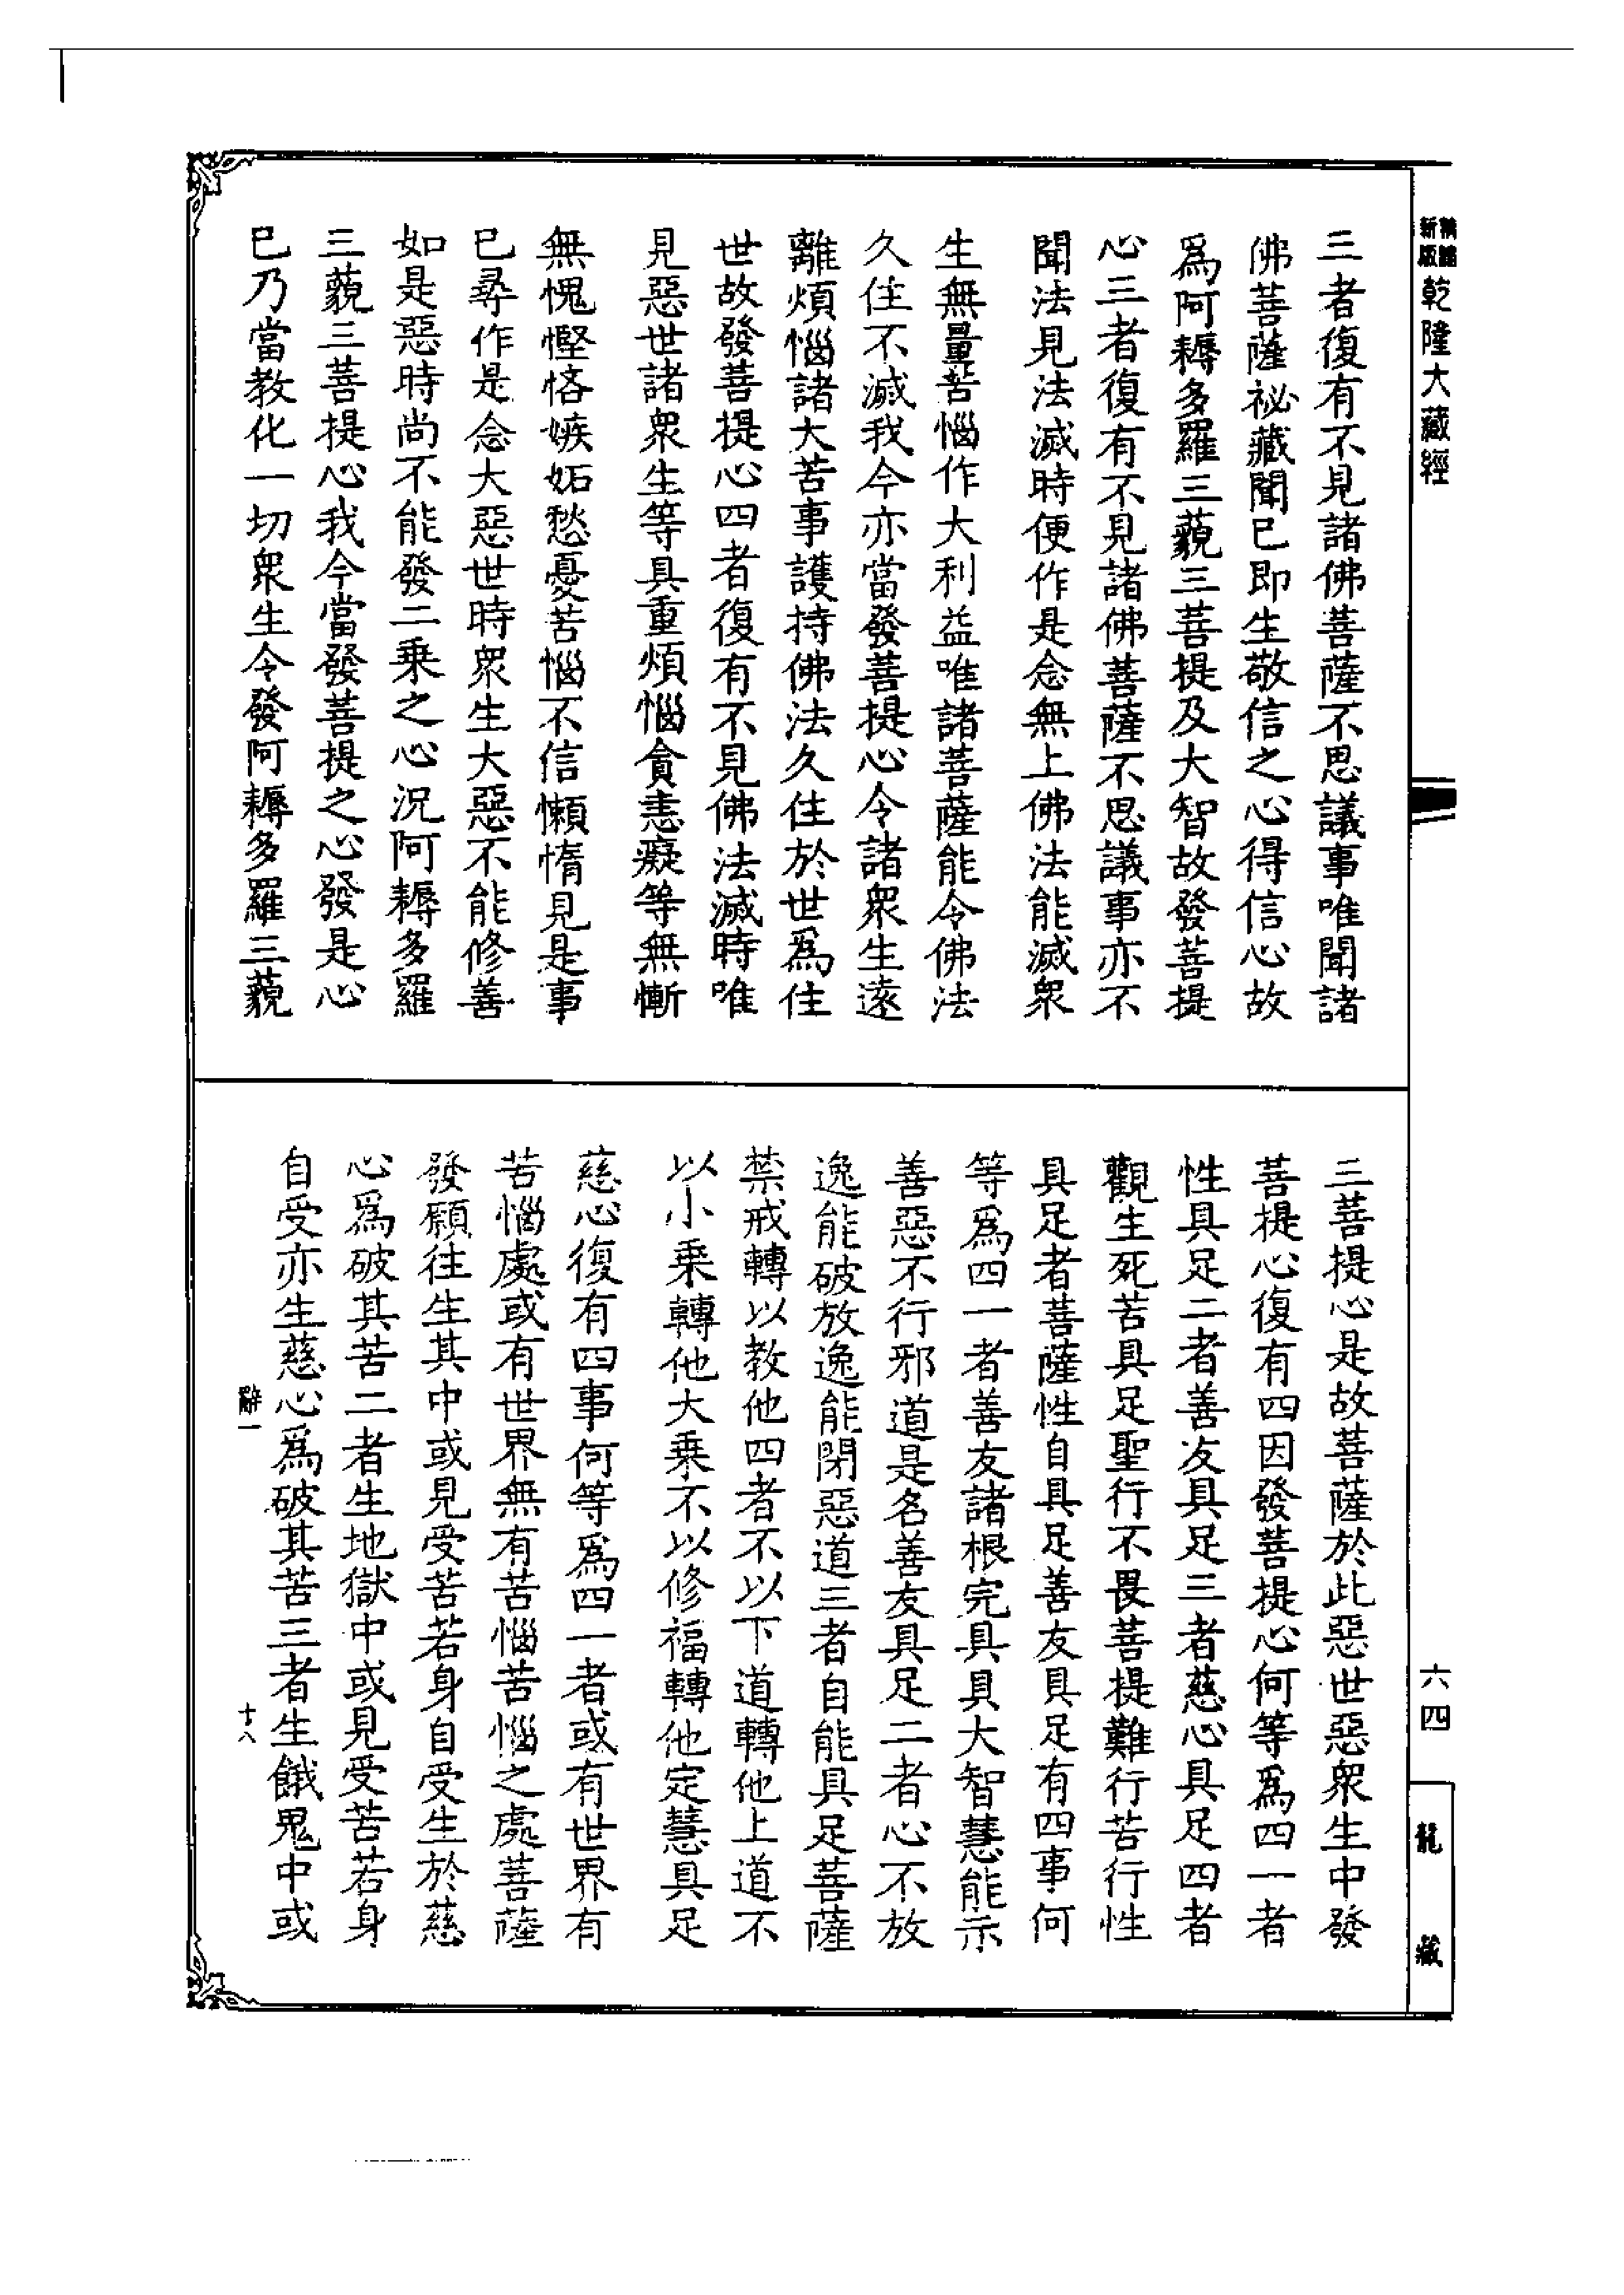 新版
乾隆大藏經
三者復有不見諸佛菩薩不思議事唯聞諸
佛菩薩祕藏聞已即生敬信之心得信心故
爲阿耨多羅三藐三菩提及大智故發菩提
心三者復有不見諸佛菩薩不思議事亦不
聞法見法滅時便作是念無上佛法能滅衆
生無量苦惱作大利益唯諸菩薩能令佛法
久住不滅我今亦當發菩提心令諸衆生遠
離煩惱諸大苦事護持佛法久住於世爲住
世故發菩提心四者復有不見佛法滅時唯
見惡世諸衆生等具重煩惱貪恚癡等無慚
無愧慳悋嫉妬愁憂苦惱不信懶惰見是事
已尋作是念大惡世時衆生大惡不能修善
如是惡時尚不能發二乘之心況阿耨多羅
三藐三菩提心我今當發菩提之心發是心
已乃當教化一切衆生令發阿耨多羅三藐
三菩提心是故菩薩於此惡世惡衆生中發
菩提心復有四因發菩提心何等爲四一者
性具足二者善友具足三者慈心具足四者
觀生死苦具足聖行不畏菩提難行苦行性
具足者菩薩性自具足善友具足有四事何
等爲四一者善友諸根完具具大智慧能示
善惡不行邪道是名善友具足二者心不放
逸能破放逸能閉惡道三者自能具足菩薩
禁戒轉以教他四者不以下道轉他上道不
以小乘轉他大乘不以修福轉他定慧具足
慈心復有四事何等爲四一者或有世界有
苦惱處或有世界無有苦惱苦惱之處菩薩
發願往生其中或見受苦若身自受生於慈
心爲破其苦二者生地獄中或見受苦若身
自受亦生慈心爲破其苦三者生餓鬼中或
辭一
十八
六四
龍藏